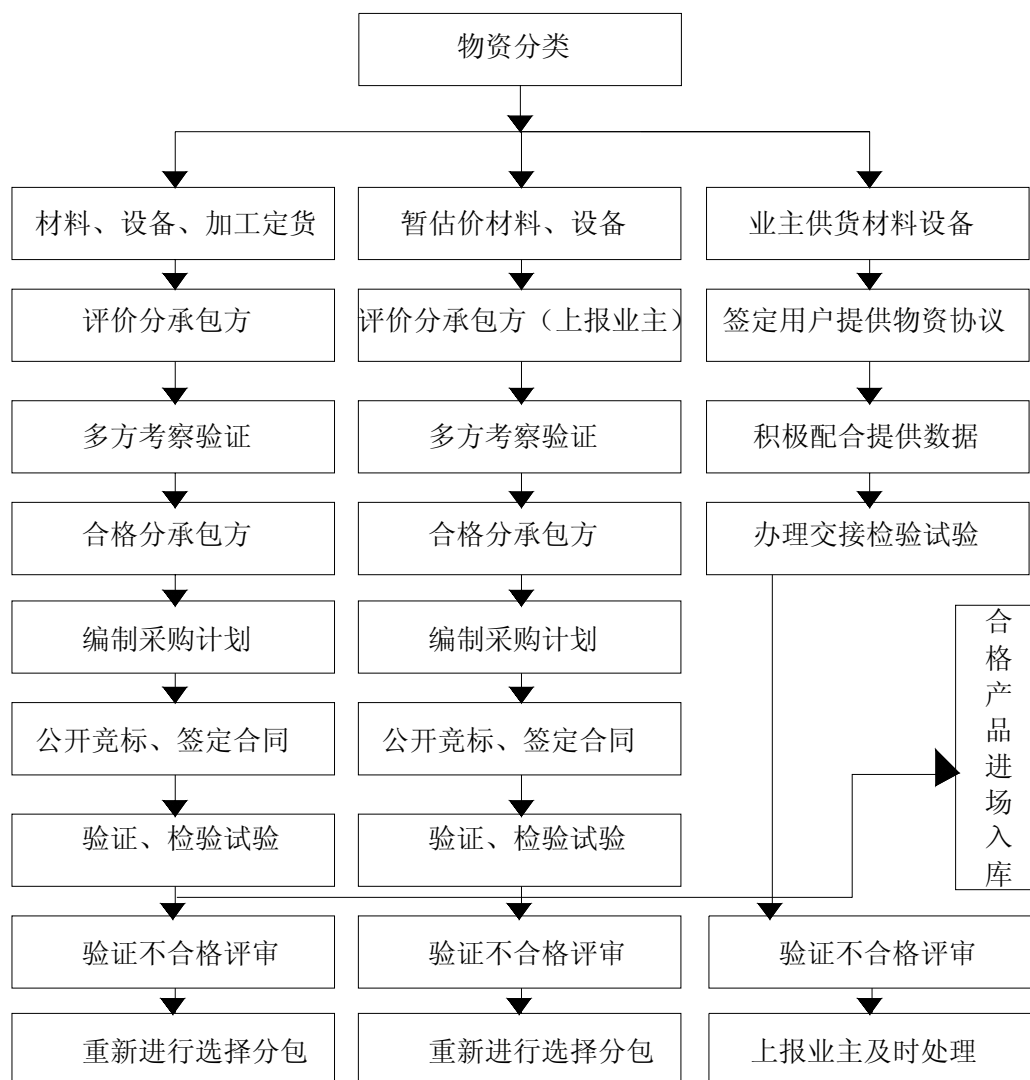 物资分类
材料、设备、加工定货
暂估价材料、设备
业主供货材料设备
评价分承包方
评价分承包方（上报业主）
签定用户提供物资协议
多方考察验证
多方考察验证
积极配合提供数据
合格分承包方
合格分承包方
办理交接检验试验
编制采购计划
编制采购计划
合格产品进场入库
公开竞标、签定合同
公开竞标、签定合同
验证、检验试验
验证、检验试验
验证不合格评审
验证不合格评审
验证不合格评审
重新进行选择分包
重新进行选择分包
上报业主及时处理